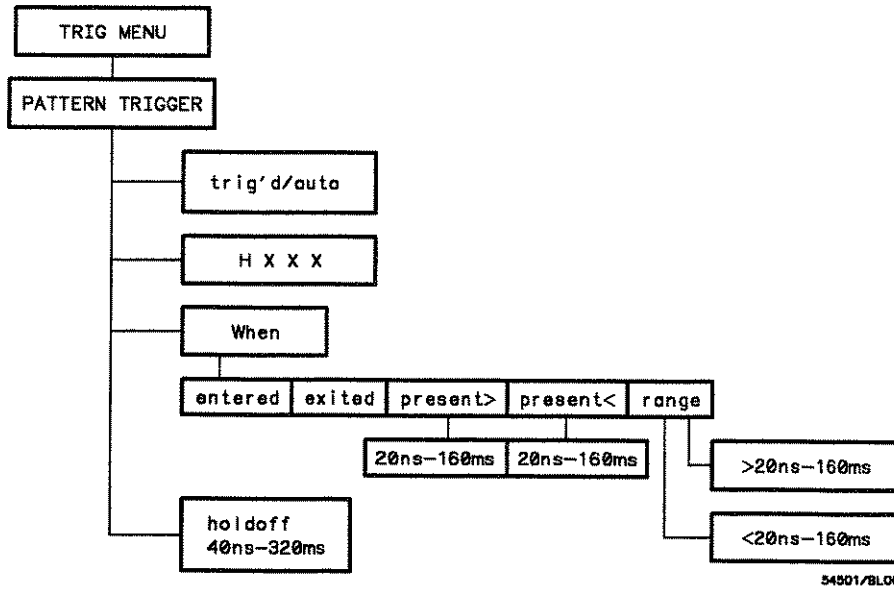 TRIG MENU
PATTERN TRIGGER
trig'd/auto
H X X X
When
entered exited present> present< range
20ns-160ms 20ns-160ms
>20ns-160ms
holdoff
40ns-320ms
<20ns-160ms